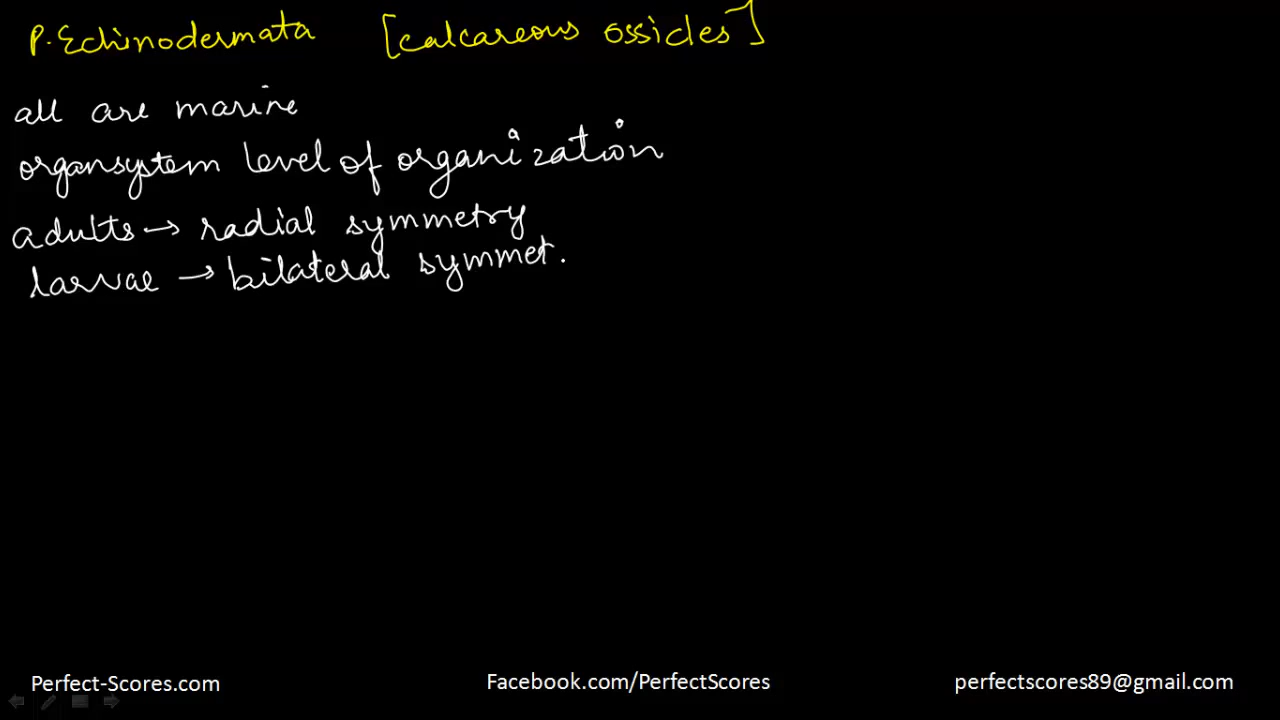 P. Echinodermata [calcareous ossicles]
all are marine
organsystem level of organization
adults → radial symmetry
larvae → bilateral symmet.
Perfect-Scores.com Facebook.com/PerfectScores perfectscores89@gmail.com